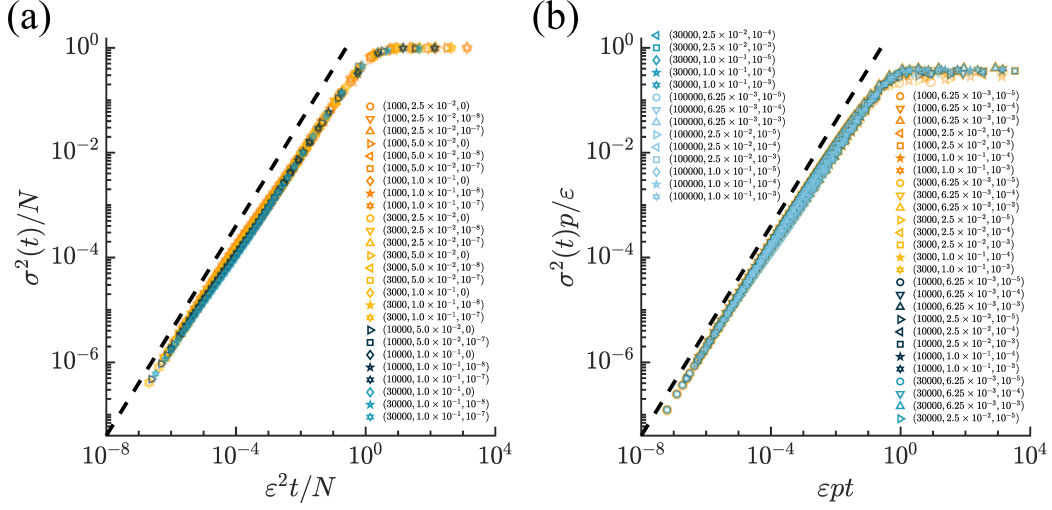 (a)
σ²(t)/N
10⁰
10⁻²
10⁻⁴
10⁻⁶
10⁻⁸
10⁻⁶
10⁻⁴
10⁻²
10⁰
10²
10⁴
ε²t/N
(1000, 2.5 × 10⁻², 0)
(1000, 2.5 × 10⁻², 10⁻⁸)
(1000, 2.5 × 10⁻², 10⁻⁷)
(1000, 5.0 × 10⁻², 0)
(1000, 5.0 × 10⁻², 10⁻⁸)
(1000, 5.0 × 10⁻², 10⁻⁷)
(1000, 1.0 × 10⁻¹, 0)
(1000, 1.0 × 10⁻¹, 10⁻⁸)
(1000, 1.0 × 10⁻¹, 10⁻⁷)
(3000, 2.5 × 10⁻², 0)
(3000, 2.5 × 10⁻², 10⁻⁸)
(3000, 2.5 × 10⁻², 10⁻⁷)
(3000, 5.0 × 10⁻², 0)
(3000, 5.0 × 10⁻², 10⁻⁸)
(3000, 5.0 × 10⁻², 10⁻⁷)
(3000, 1.0 × 10⁻¹, 0)
(3000, 1.0 × 10⁻¹, 10⁻⁸)
(3000, 1.0 × 10⁻¹, 10⁻⁷)
(10000, 5.0 × 10⁻², 0)
(10000, 5.0 × 10⁻², 10⁻⁷)
(10000, 1.0 × 10⁻¹, 0)
(10000, 1.0 × 10⁻¹, 10⁻⁸)
(10000, 1.0 × 10⁻¹, 10⁻⁷)
(30000, 1.0 × 10⁻¹, 0)
(30000, 1.0 × 10⁻¹, 10⁻⁸)
(30000, 1.0 × 10⁻¹, 10⁻⁷)
(b)
σ²(t)p/ε
10⁰
10⁻²
10⁻⁴
10⁻⁶
10⁻⁸
10⁻⁴
10⁰
10⁴
εpt
(30000, 2.5 × 10⁻², 10⁻⁴)
(30000, 2.5 × 10⁻², 10⁻³)
(30000, 1.0 × 10⁻¹, 10⁻⁵)
(30000, 1.0 × 10⁻¹, 10⁻⁴)
(30000, 1.0 × 10⁻¹, 10⁻³)
(100000, 6.25 × 10⁻³, 10⁻⁵)
(100000, 6.25 × 10⁻³, 10⁻⁴)
(100000, 6.25 × 10⁻³, 10⁻³)
(100000, 2.5 × 10⁻², 10⁻⁵)
(100000, 2.5 × 10⁻², 10⁻⁴)
(100000, 2.5 × 10⁻², 10⁻³)
(100000, 1.0 × 10⁻¹, 10⁻⁵)
(100000, 1.0 × 10⁻¹, 10⁻⁴)
(100000, 1.0 × 10⁻¹, 10⁻³)
(1000, 6.25 × 10⁻³, 10⁻⁵)
(1000, 6.25 × 10⁻³, 10⁻⁴)
(1000, 6.25 × 10⁻³, 10⁻³)
(1000, 2.5 × 10⁻², 10⁻⁴)
(1000, 2.5 × 10⁻², 10⁻³)
(1000, 1.0 × 10⁻¹, 10⁻⁴)
(1000, 1.0 × 10⁻¹, 10⁻³)
(3000, 6.25 × 10⁻³, 10⁻⁵)
(3000, 6.25 × 10⁻³, 10⁻⁴)
(3000, 6.25 × 10⁻³, 10⁻³)
(3000, 2.5 × 10⁻², 10⁻⁵)
(3000, 2.5 × 10⁻², 10⁻⁴)
(3000, 2.5 × 10⁻², 10⁻³)
(3000, 1.0 × 10⁻¹, 10⁻⁴)
(3000, 1.0 × 10⁻¹, 10⁻³)
(10000, 6.25 × 10⁻³, 10⁻⁵)
(10000, 6.25 × 10⁻³, 10⁻⁴)
(10000, 6.25 × 10⁻³, 10⁻³)
(10000, 2.5 × 10⁻², 10⁻⁵)
(10000, 2.5 × 10⁻², 10⁻⁴)
(10000, 2.5 × 10⁻², 10⁻³)
(10000, 1.0 × 10⁻¹, 10⁻⁴)
(10000, 1.0 × 10⁻¹, 10⁻³)
(30000, 6.25 × 10⁻³, 10⁻⁵)
(30000, 6.25 × 10⁻³, 10⁻⁴)
(30000, 6.25 × 10⁻³, 10⁻³)
(30000, 2.5 × 10⁻², 10⁻⁵)